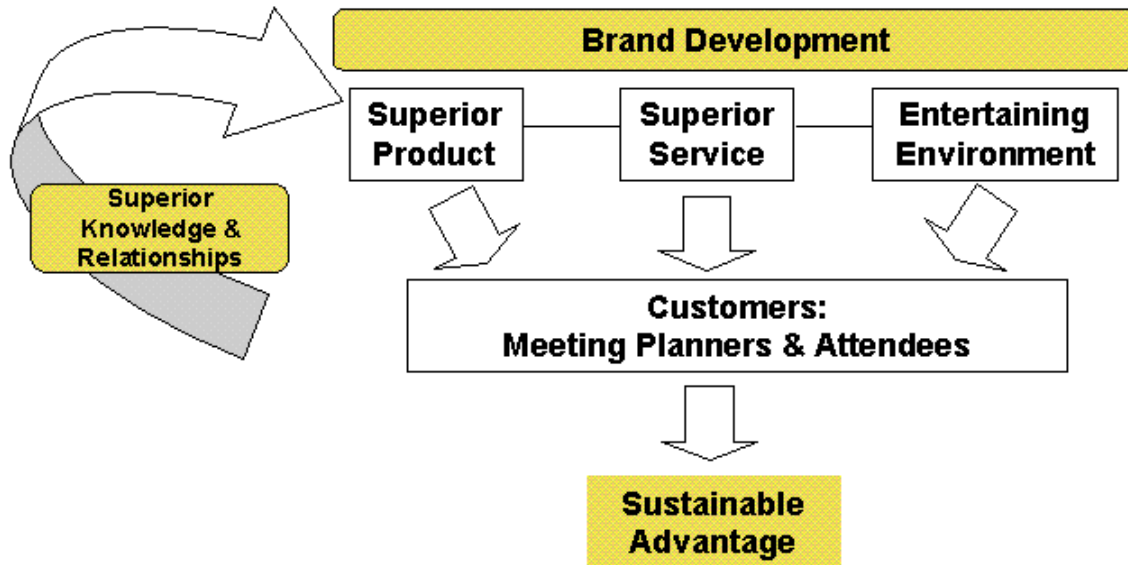 Brand Development
Superior
Product
Superior
Service
Entertaining
Environment
Superior
Knowledge &
Relationships
Customers:
Meeting Planners & Attendees
Sustainable
Advantage